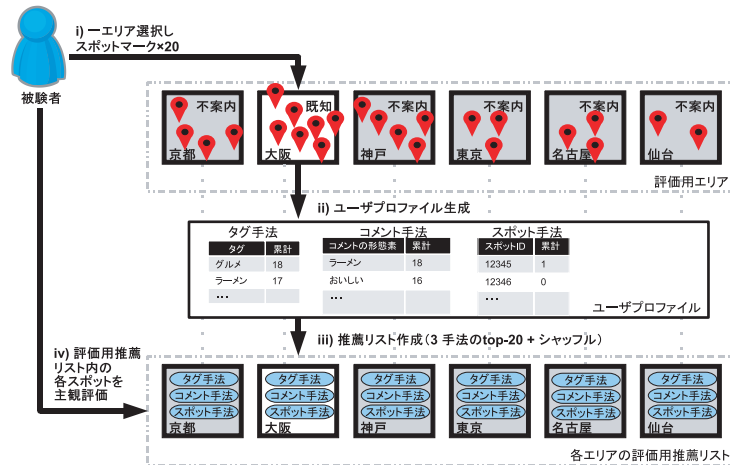 i) 一エリア選択し
スポットマーク×20
被験者
不案内
既知
不案内
不案内
不案内
不案内
京都
大阪
神戸
東京
名古屋
仙台
評価用エリア
ii) ユーザプロファイル生成
タグ手法
コメント手法
スポット手法
タグ 累計
グルメ 18
ラーメン 17
…
コメントの形態素 累計
ラーメン 18
おいしい 16
…
スポットID 累計
12345 1
12346 0
…
ユーザプロファイル
iii) 推薦リスト作成(3 手法のtop-20 + シャッフル)
iv) 評価用推薦
リスト内の
各スポットを
主観評価
タグ手法
コメント手法
スポット手法
京都
タグ手法
コメント手法
スポット手法
大阪
タグ手法
コメント手法
スポット手法
神戸
タグ手法
コメント手法
スポット手法
東京
タグ手法
コメント手法
スポット手法
名古屋
タグ手法
コメント手法
スポット手法
仙台
各エリアの評価用推薦リスト